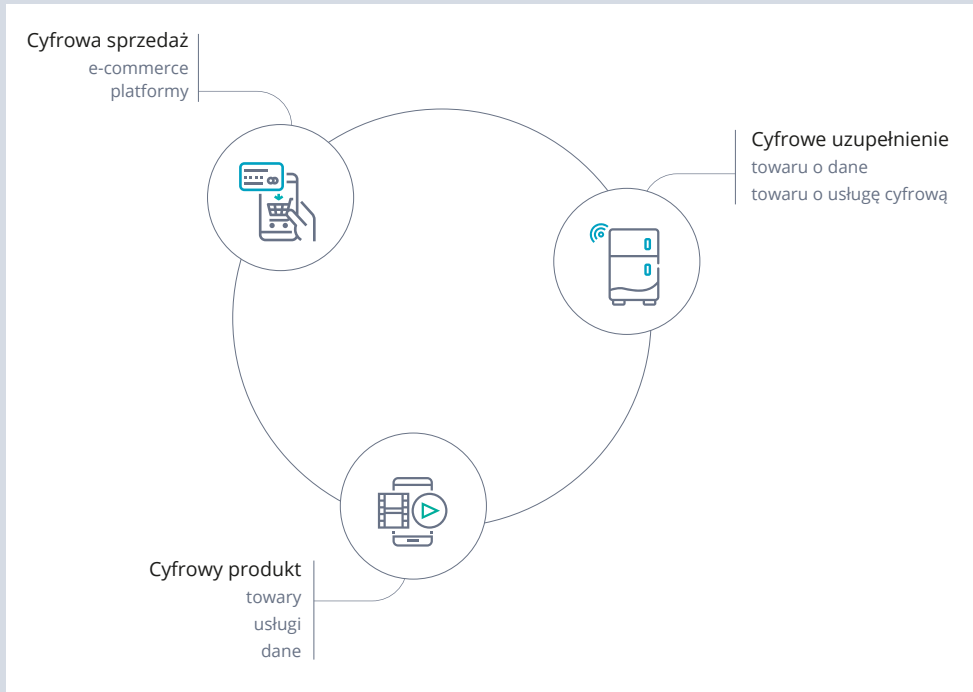 Cyfrowa sprzedaż
e-commerce
platformy
Cyfrowe uzupełnienie
towaru o dane
towaru o usługę cyfrową
Cyfrowy produkt
towary
usługi
dane